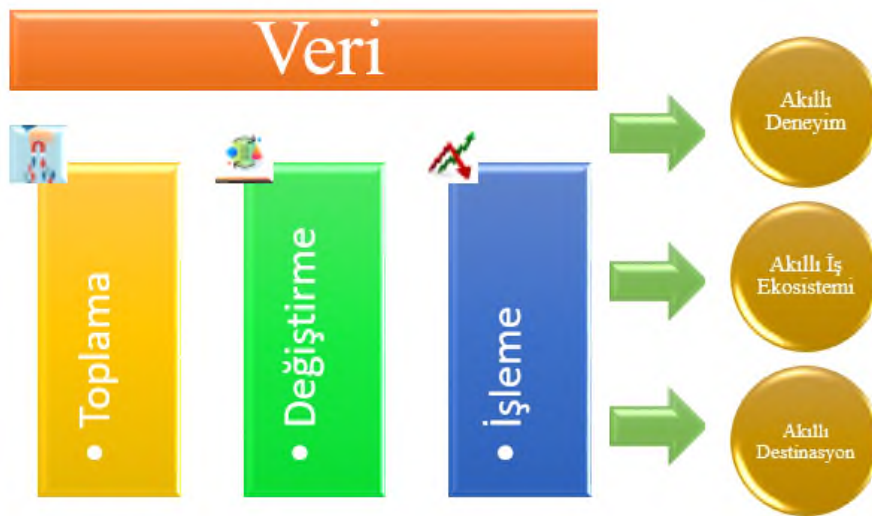 Veri
• Toplama
• Değiştirme
• İşleme
Akıllı
Deneyim
Akıllı İş
Ekosistemi
Akıllı
Destinasyon